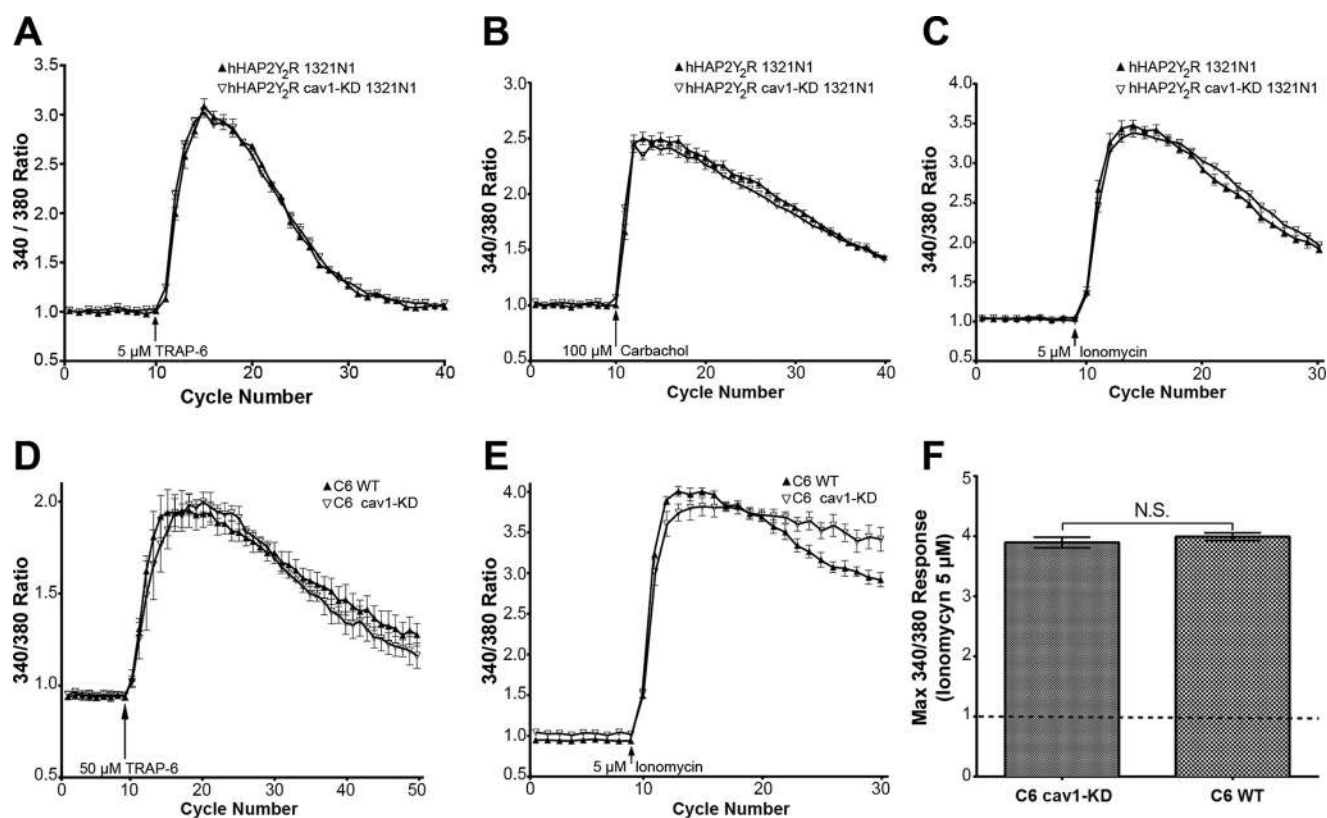 A
3.5
3.0
2.5
2.0
1.5
1.0
0.5
340 / 380 Ratio
▲hHAP2Y₂R 1321N1
▽hHAP2Y₂R cav1-KD 1321N1
5 µM TRAP-6
0 10 20 30 40
Cycle Number
B
3.0
2.5
2.0
1.5
1.0
0.5
340/380 Ratio
▲hHAP2Y₂R 1321N1
▽hHAP2Y₂R cav1-KD 1321N1
100 µM Carbachol
0 10 20 30 40
Cycle Number
C
4.0
3.5
3.0
2.5
2.0
1.5
1.0
0.5
340/380 Ratio
▲hHAP2Y₂R 1321N1
▽hHAP2Y₂R cav1-KD 1321N1
5 µM Ionomycin
0 10 20 30
Cycle Number
D
2.0
1.5
1.0
0.5
340/380 Ratio
▲C6 WT
▽C6 cav1-KD
50 µM TRAP-6
0 10 20 30 40 50
Cycle Number
E
4.0
3.5
3.0
2.5
2.0
1.5
1.0
0.5
340/380 Ratio
▲C6 WT
▽C6 cav1-KD
5 µM Ionomycin
0 10 20 30
Cycle Number
F
5
4
3
2
1
0
Max 340/380 Response
(Ionomycyn 5 µM)
N.S.
C6 cav1-KD C6 WT